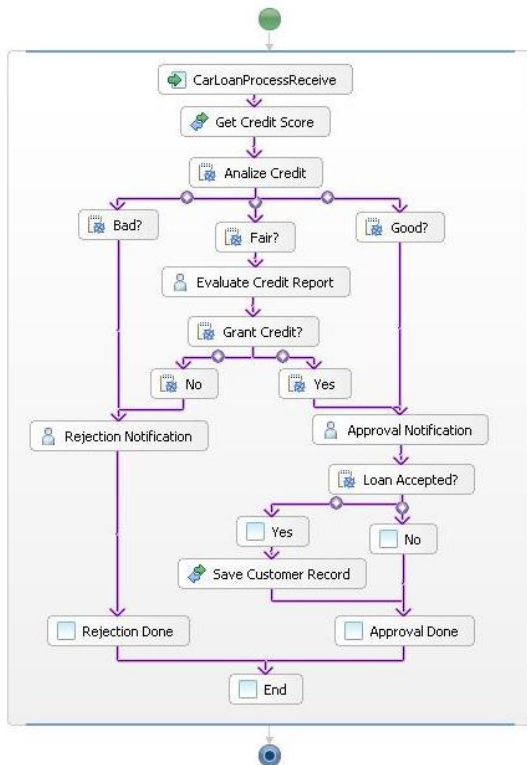 CarLoanProcessReceive
Get Credit Score
Analize Credit
Bad?
Fair?
Good?
Evaluate Credit Report
Grant Credit?
No
Yes
Rejection Notification
Approval Notification
Loan Accepted?
Yes
No
Save Customer Record
Rejection Done
Approval Done
End